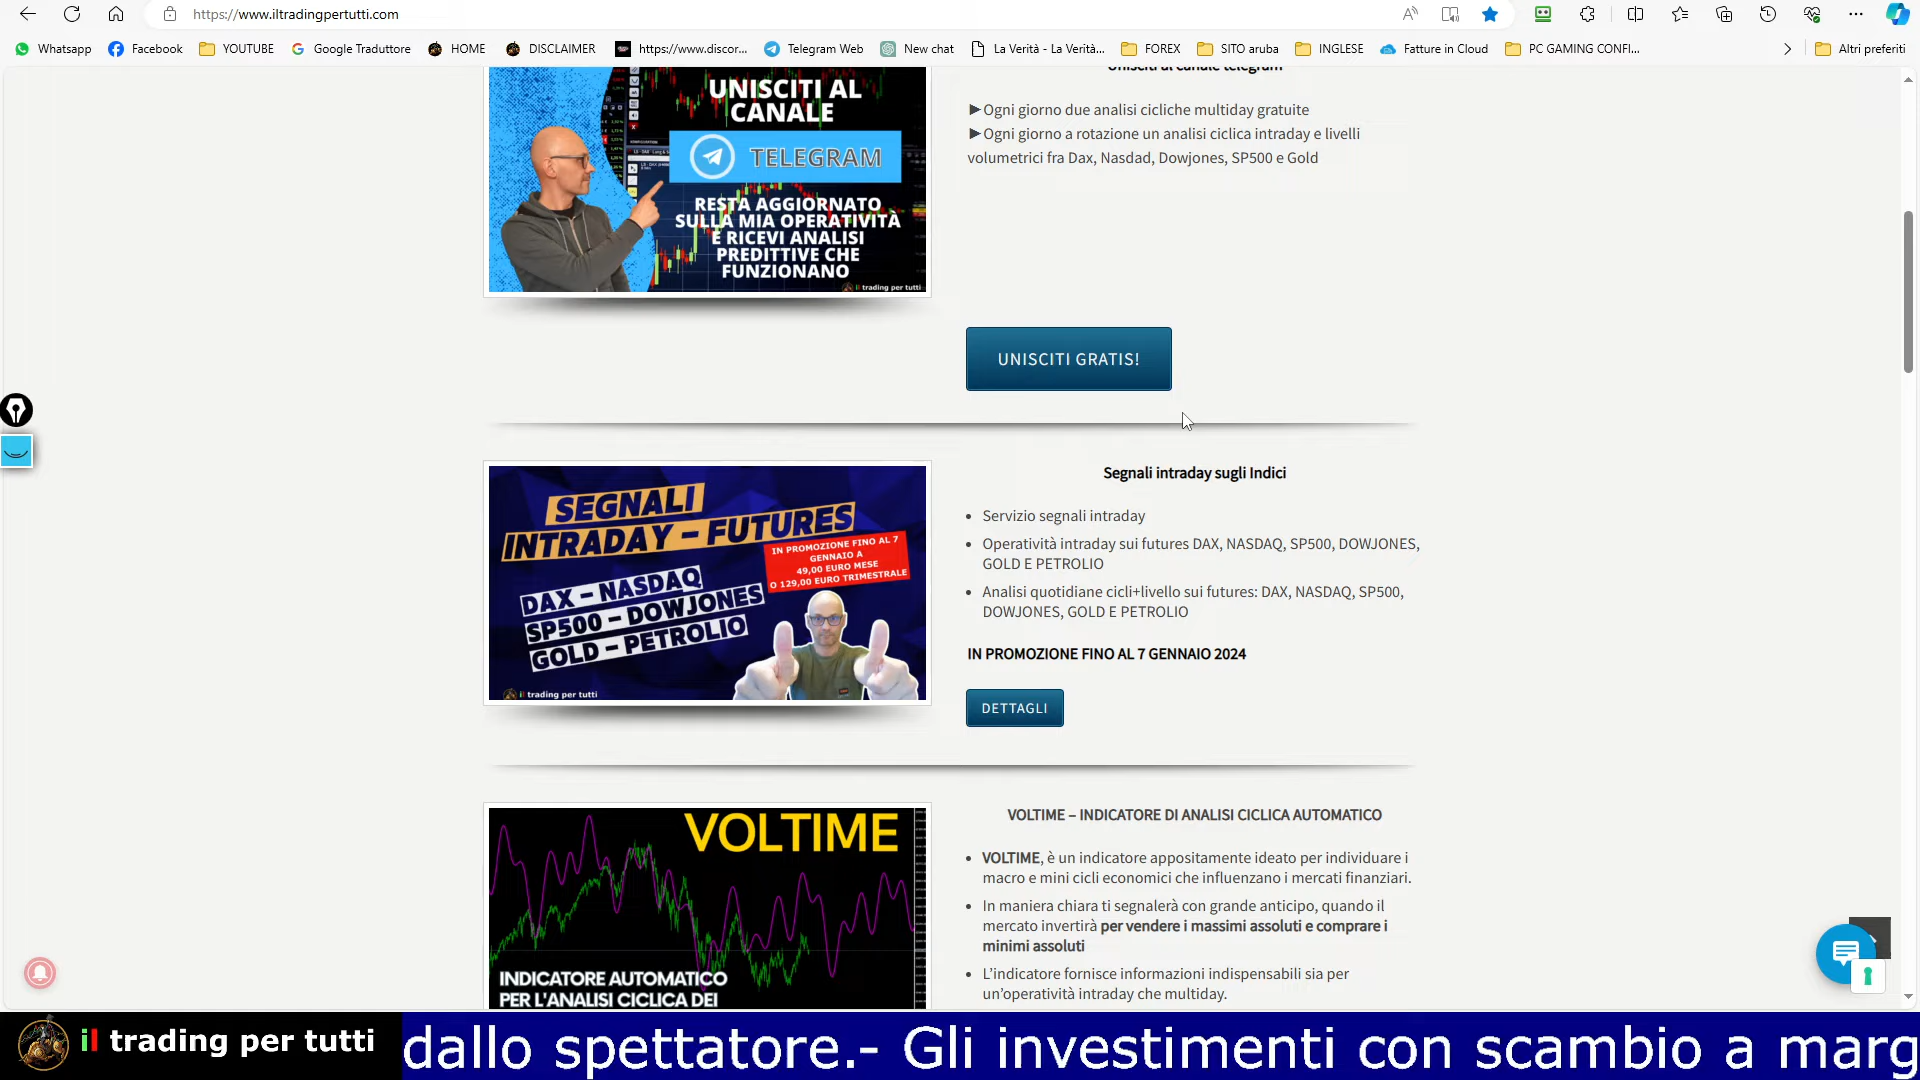 https://www.iltradingpertutti.com
Whatsapp
Facebook
YOUTUBE
Google Traduttore
HOME
DISCLAIMER
https://www.discor...
Telegram Web
New chat
La Verità - La Verità...
FOREX
SITO aruba
INGLESE
Fatture in Cloud
PC GAMING CONFI...
Altri preferiti
Unisciti al canale telegram
UNISCITI AL
CANALE
TELEGRAM
RESTA AGGIORNATO
SULLA MIA OPERATIVITÀ
E RICEVI ANALISI
PREDITTIVE CHE
FUNZIONANO
il trading per tutti
►Ogni giorno due analisi cicliche multiday gratuite
►Ogni giorno a rotazione un analisi ciclica intraday e livelli
volumetrici fra Dax, Nasdad, Dowjones, SP500 e Gold
UNISCITI GRATIS!
SEGNALI
INTRADAY – FUTURES
IN PROMOZIONE FINO AL 7
GENNAIO A
49,00 EURO MESE
O 129,00 EURO TRIMESTRALE
DAX – NASDAQ
SP500 – DOWJONES
GOLD – PETROLIO
il trading per tutti
Segnali intraday sugli Indici
• Servizio segnali intraday
• Operatività intraday sui futures DAX, NASDAQ, SP500, DOWJONES,
GOLD E PETROLIO
• Analisi quotidiane cicli+livello sui futures: DAX, NASDAQ, SP500,
DOWJONES, GOLD E PETROLIO
IN PROMOZIONE FINO AL 7 GENNAIO 2024
DETTAGLI
VOLTIME
INDICATORE AUTOMATICO
PER L'ANALISI CICLICA DEI
VOLTIME – INDICATORE DI ANALISI CICLICA AUTOMATICO
• VOLTIME, è un indicatore appositamente ideato per individuare i
macro e mini cicli economici che influenzano i mercati finanziari.
• In maniera chiara ti segnalerà con grande anticipo, quando il
mercato invertirà per vendere i massimi assoluti e comprare i
minimi assoluti
• L'indicatore fornisce informazioni indispensabili sia per
un'operatività intraday che multiday.
il trading per tutti
dallo spettatore.- Gli investimenti con scambio a marg